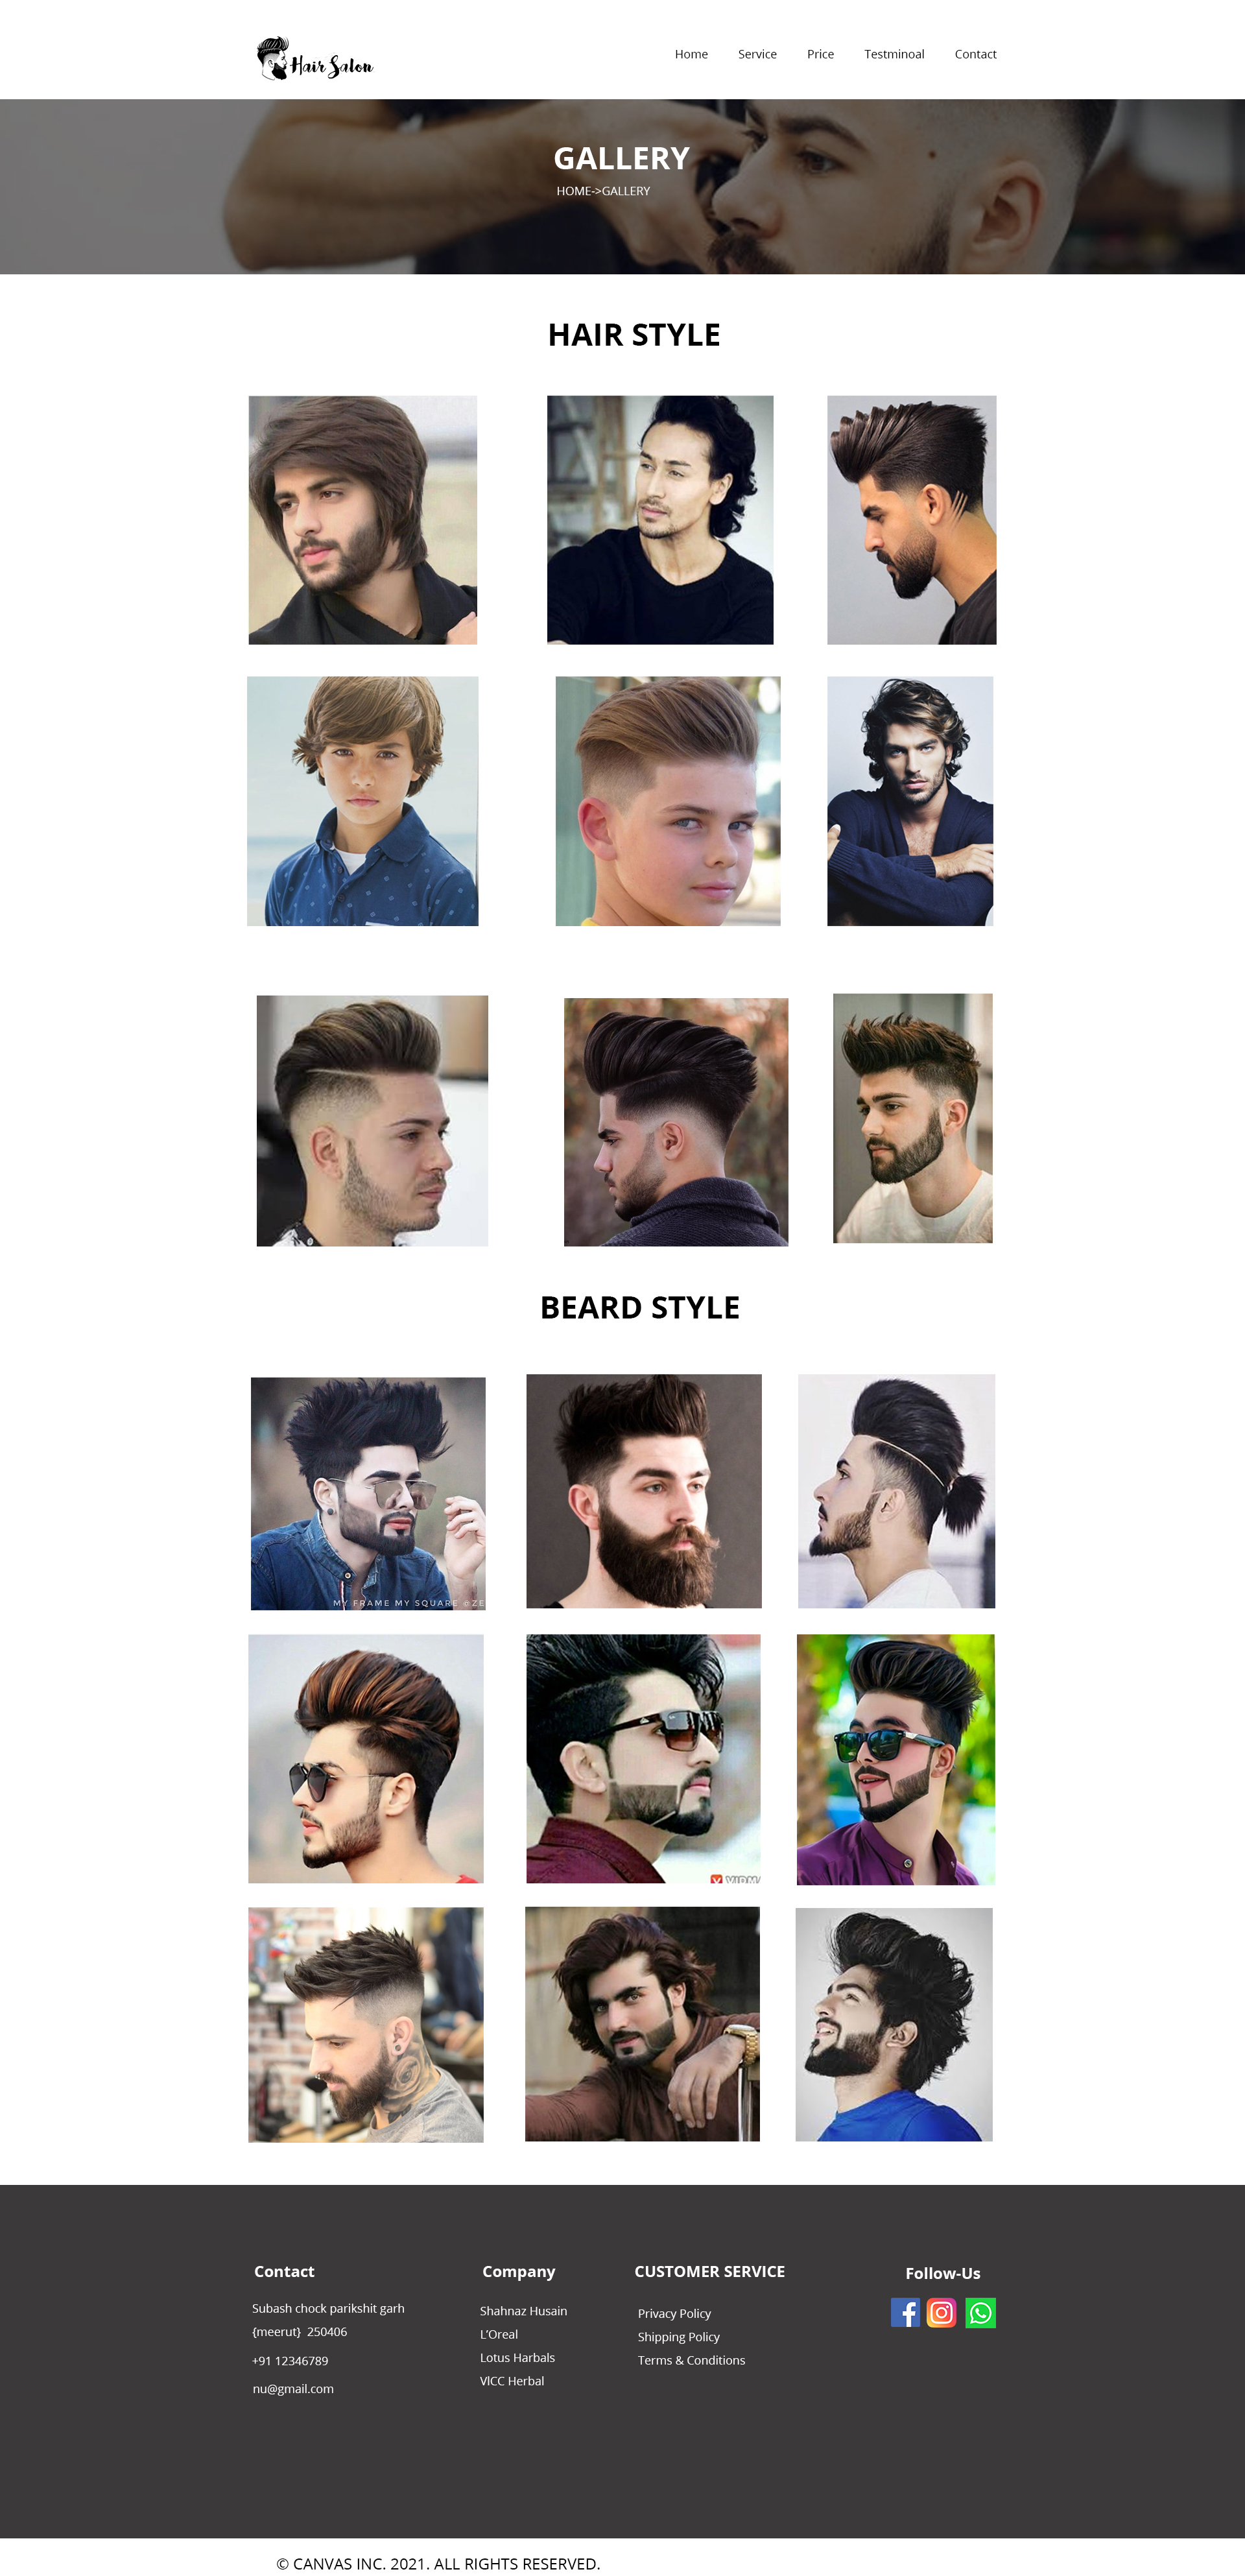 Hair Salon
Home Service Price Testminoal Contact
GALLERY
HOME->GALLERY
HAIR STYLE
BEARD STYLE
MY FRAME MY SQUARE @ZE
Contact
Subash chock parikshit garh
{meerut} 250406
+91 12346789
nu@gmail.com
Company
Shahnaz Husain
L’Oreal
Lotus Harbals
VlCC Herbal
CUSTOMER SERVICE
Privacy Policy
Shipping Policy
Terms & Conditions
Follow-Us
© CANVAS INC. 2021. ALL RIGHTS RESERVED.